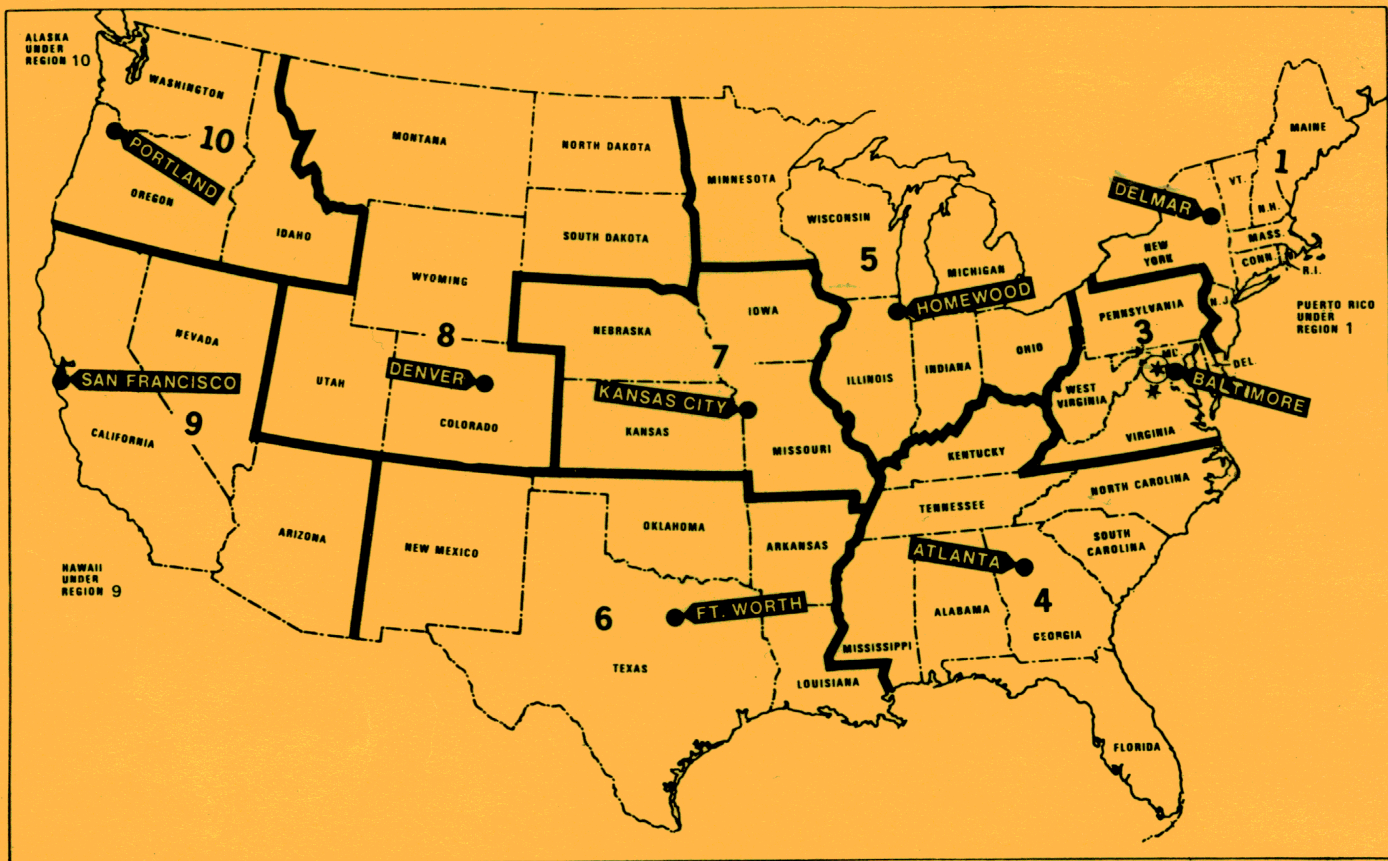 ALASKA
UNDER
REGION 10
WASHINGTON
10
PORTLAND
OREGON
IDAHO
MONTANA
NORTH DAKOTA
SOUTH DAKOTA
WYOMING
8
MINNESOTA
WISCONSIN
5
MICHIGAN
HOMEWOOD
MAINE
1
VT.
N.H.
DELMAR
NEW
YORK
MASS.
CONN.
R.I.
PUERTO RICO
UNDER
REGION 1
NEVADA
SAN FRANCISCO
9
CALIFORNIA
UTAH
DENVER
COLORADO
NEBRASKA
IOWA
7
KANSAS CITY
KANSAS
MISSOURI
ILLINOIS
INDIANA
OHIO
PENNSYLVANIA
3
N.J.
DEL.
BALTIMORE
WEST
VIRGINIA
VIRGINIA
KENTUCKY
TENNESSEE
NORTH CAROLINA
SOUTH
CAROLINA
HAWAII
UNDER
REGION 9
ARIZONA
NEW MEXICO
OKLAHOMA
ARKANSAS
6
FT. WORTH
TEXAS
LOUISIANA
MISSISSIPPI
ALABAMA
ATLANTA
4
GEORGIA
FLORIDA